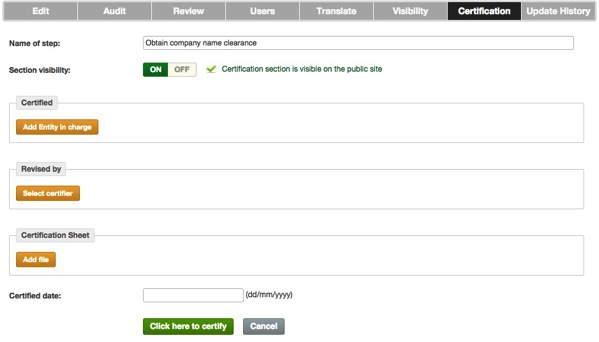 Edit Audit Review Users Translate Visibility Certification Update History
Name of step: Obtain company name clearance
Section visibility: ON OFF Certification section is visible on the public site
Certified
Add Entity in charge
Revised by
Select certifier
Certification Sheet
Add file
Certified date: (dd/mm/yyyy)
Click here to certify Cancel